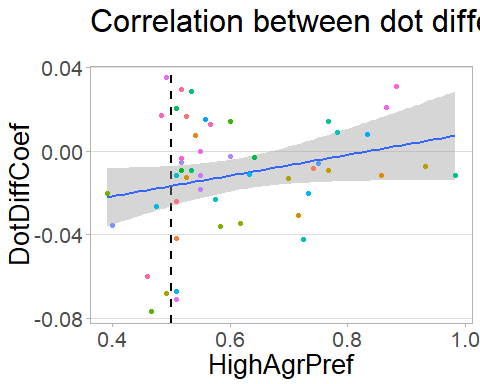 Correlation between dot diffe
0.04
0.00
-0.04
-0.08
DotDiffCoef
0.4 0.6 0.8 1.0
HighAgrPref